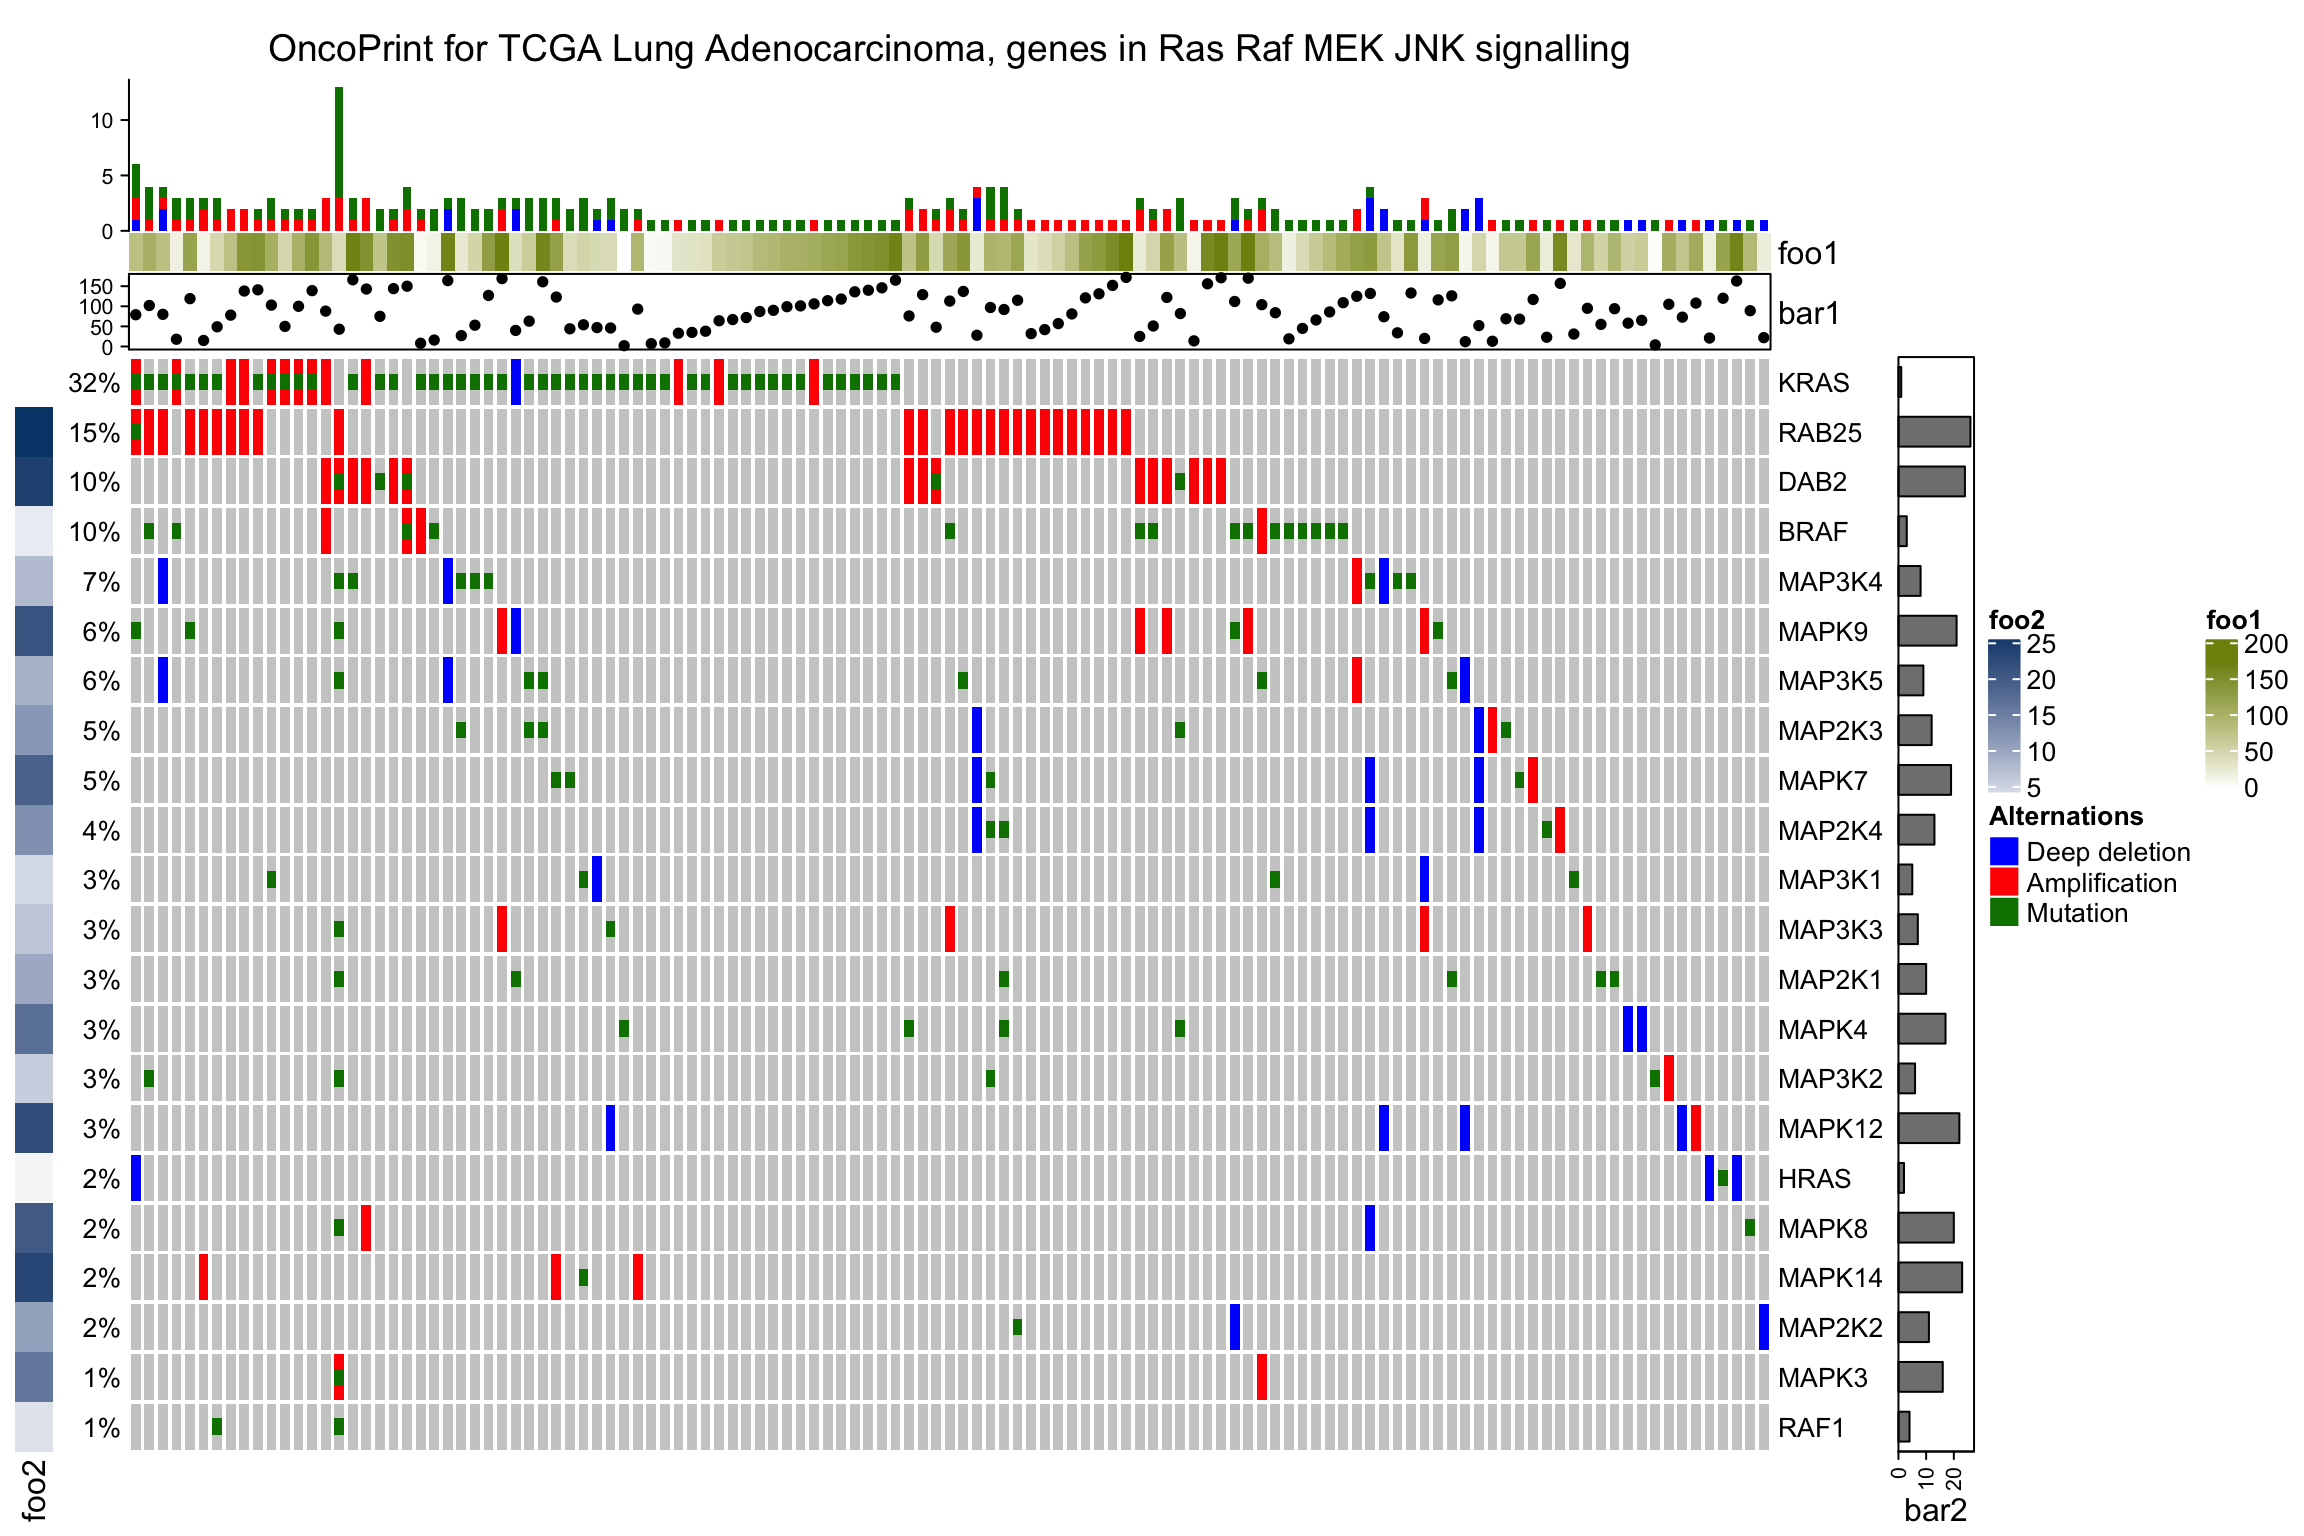 OncoPrint for TCGA Lung Adenocarcinoma, genes in Ras Raf MEK JNK signalling
10
5
0
foo1
150
100
50
0
bar1
32% KRAS
15% RAB25
10% DAB2
10% BRAF
7% MAP3K4
6% MAPK9
6% MAP3K5
5% MAP2K3
5% MAPK7
4% MAP2K4
3% MAP3K1
3% MAP3K3
3% MAP2K1
3% MAPK4
3% MAP3K2
3% MAPK12
2% HRAS
2% MAPK8
2% MAPK14
2% MAP2K2
1% MAPK3
1% RAF1
foo2
0 10 20
bar2
foo2
25
20
15
10
5
foo1
200
150
100
50
0
Alternations
Deep deletion
Amplification
Mutation